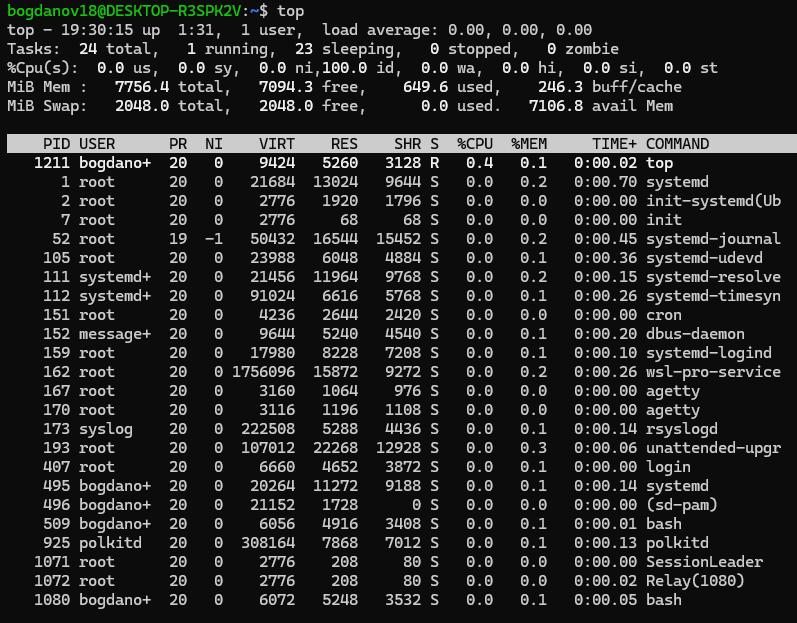 bogdanov18@DESKTOP-R3SPK2V:~$ top
top - 19:30:15 up  1:31,  1 user,  load average: 0.00, 0.00, 0.00
Tasks:  24 total,   1 running,  23 sleeping,   0 stopped,   0 zombie
%Cpu(s):  0.0 us,  0.0 sy,  0.0 ni,100.0 id,  0.0 wa,  0.0 hi,  0.0 si,  0.0 st
MiB Mem :   7756.4 total,   7094.3 free,    649.6 used,    246.3 buff/cache
MiB Swap:   2048.0 total,   2048.0 free,      0.0 used.   7106.8 avail Mem
    PID USER      PR  NI    VIRT    RES    SHR S  %CPU  %MEM     TIME+ COMMAND
   1211 bogdano+  20   0    9424   5260   3128 R   0.4   0.1   0:00.02 top
      1 root      20   0   21684  13024   9644 S   0.0   0.2   0:00.70 systemd
      2 root      20   0    2776   1920   1796 S   0.0   0.0   0:00.00 init-systemd(Ub
      7 root      20   0    2776     68     68 S   0.0   0.0   0:00.00 init
     52 root      19  -1   50432  16544  15452 S   0.0   0.2   0:00.45 systemd-journal
    105 root      20   0   23988   6048   4884 S   0.0   0.1   0:00.36 systemd-udevd
    111 systemd+  20   0   21456  11964   9768 S   0.0   0.2   0:00.15 systemd-resolve
    112 systemd+  20   0   91024   6616   5768 S   0.0   0.1   0:00.26 systemd-timesyn
    151 root      20   0    4236   2644   2420 S   0.0   0.0   0:00.00 cron
    152 message+  20   0    9644   5240   4540 S   0.0   0.1   0:00.20 dbus-daemon
    159 root      20   0   17980   8228   7208 S   0.0   0.1   0:00.10 systemd-logind
    162 root      20   0 1756096  15872   9272 S   0.0   0.2   0:00.26 wsl-pro-service
    167 root      20   0    3160   1064    976 S   0.0   0.0   0:00.00 agetty
    170 root      20   0    3116   1196   1108 S   0.0   0.0   0:00.00 agetty
    173 syslog    20   0  222508   5288   4436 S   0.0   0.1   0:00.14 rsyslogd
    193 root      20   0  107012  22268  12928 S   0.0   0.3   0:00.06 unattended-upgr
    407 root      20   0    6660   4652   3872 S   0.0   0.1   0:00.00 login
    495 bogdano+  20   0   20264  11272   9188 S   0.0   0.1   0:00.14 systemd
    496 bogdano+  20   0   21152   1728      0 S   0.0   0.0   0:00.00 (sd-pam)
    509 bogdano+  20   0    6056   4916   3408 S   0.0   0.1   0:00.01 bash
    925 polkitd   20   0  308164   7868   7012 S   0.0   0.1   0:00.13 polkitd
   1071 root      20   0    2776    208     80 S   0.0   0.0   0:00.00 SessionLeader
   1072 root      20   0    2776    208     80 S   0.0   0.0   0:00.02 Relay(1080)
   1080 bogdano+  20   0    6072   5248   3532 S   0.0   0.1   0:00.05 bash